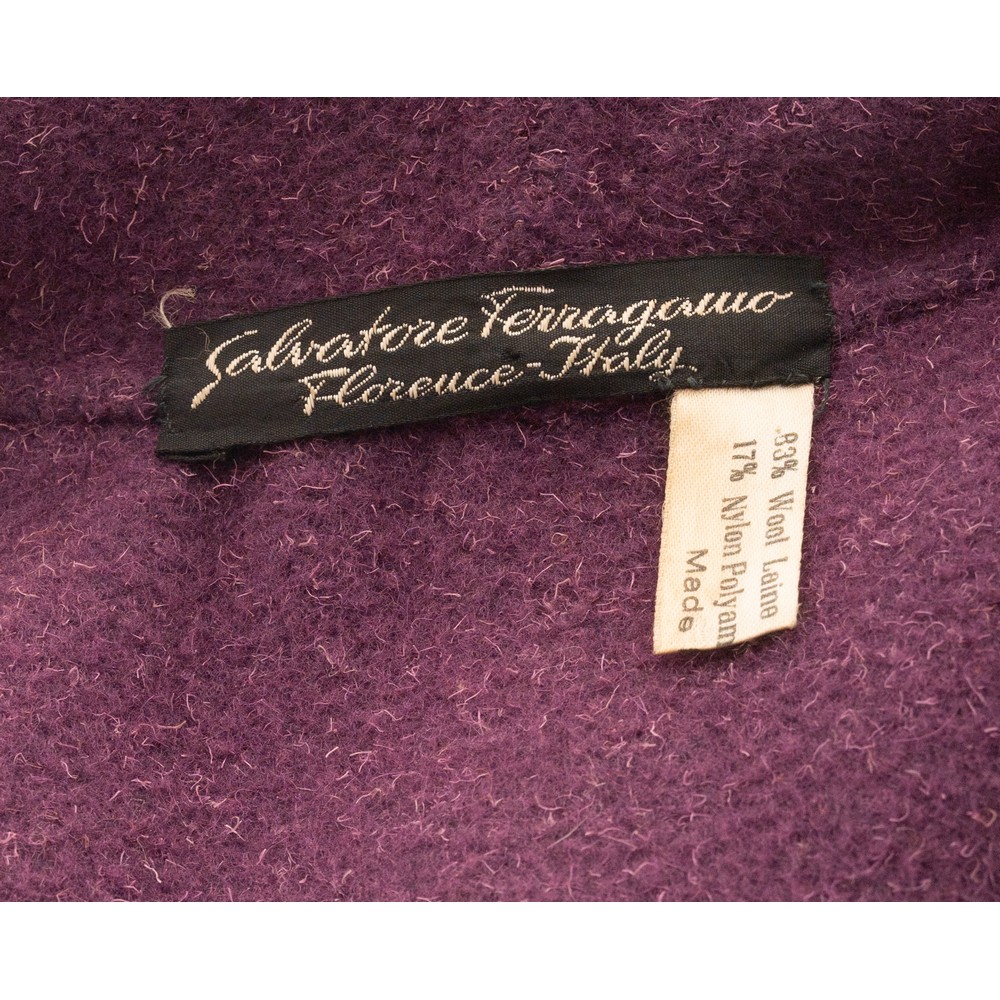 Salvatore Ferragamo
Florence-Italy
83% Wool Laine
17% Nylon Polyam
Made